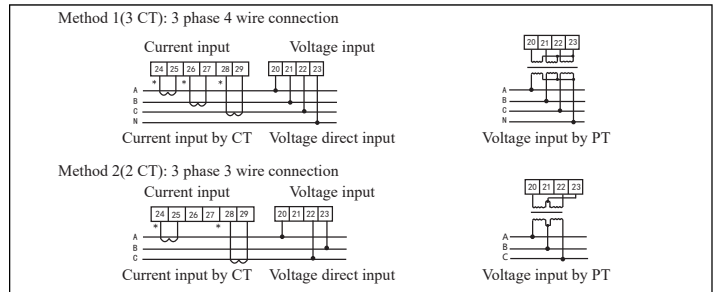 Method 1(3 CT): 3 phase 4 wire connection
Current input Voltage input
24 25 26 27 28 29 20 21 22 23 20 21 22 23
* * *
A A
B B
C C
N N
Current input by CT Voltage direct input Voltage input by PT
Method 2(2 CT): 3 phase 3 wire connection
Current input Voltage input
24 25 26 27 28 29 20 21 22 23 20 21 22 23
* *
A A
B B
C C
Current input by CT Voltage direct input Voltage input by PT